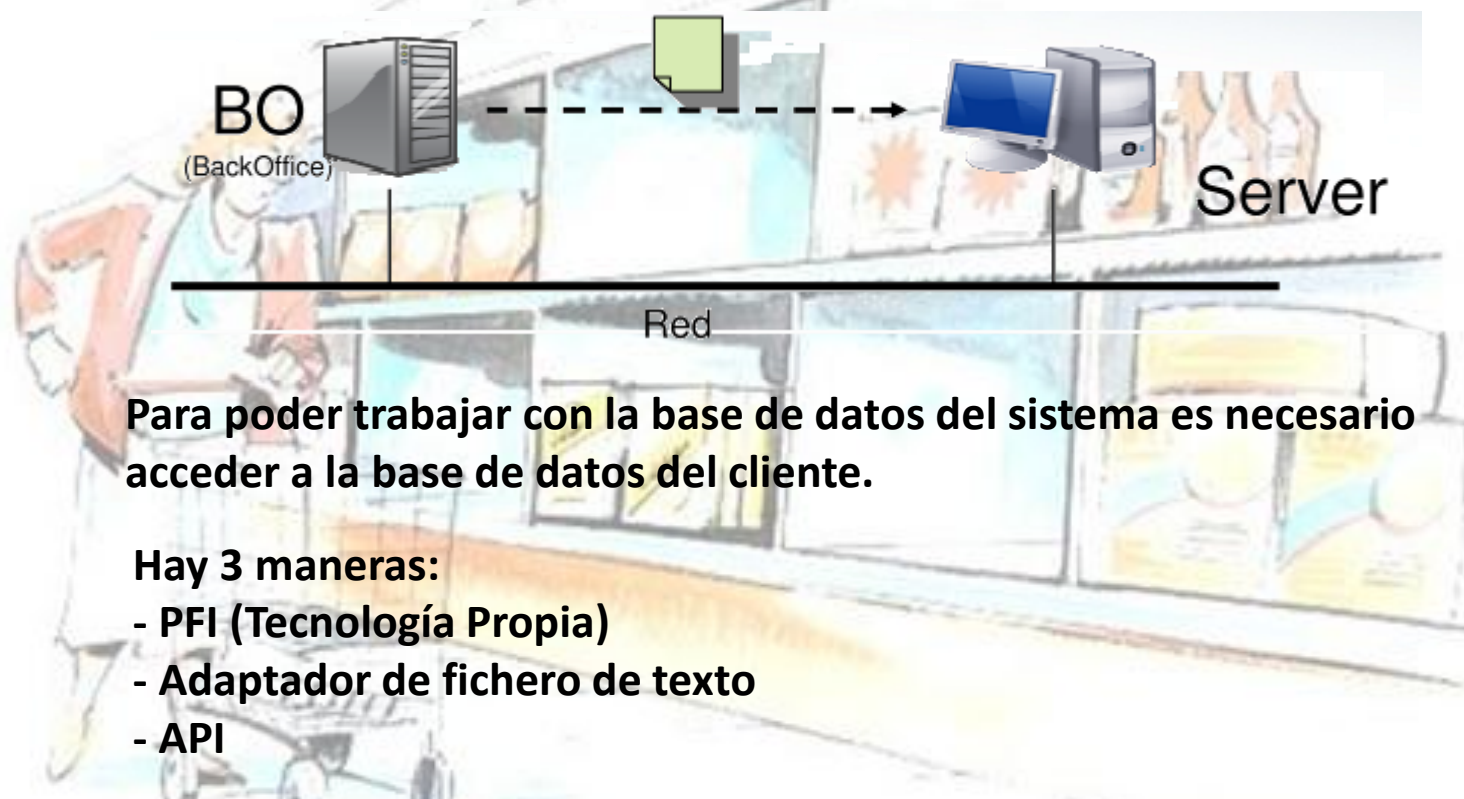 BO
(BackOffice)
Server
Red
Para poder trabajar con la base de datos del sistema es necesario
acceder a la base de datos del cliente.
Hay 3 maneras:
- PFI (Tecnología Propia)
- Adaptador de fichero de texto
- API